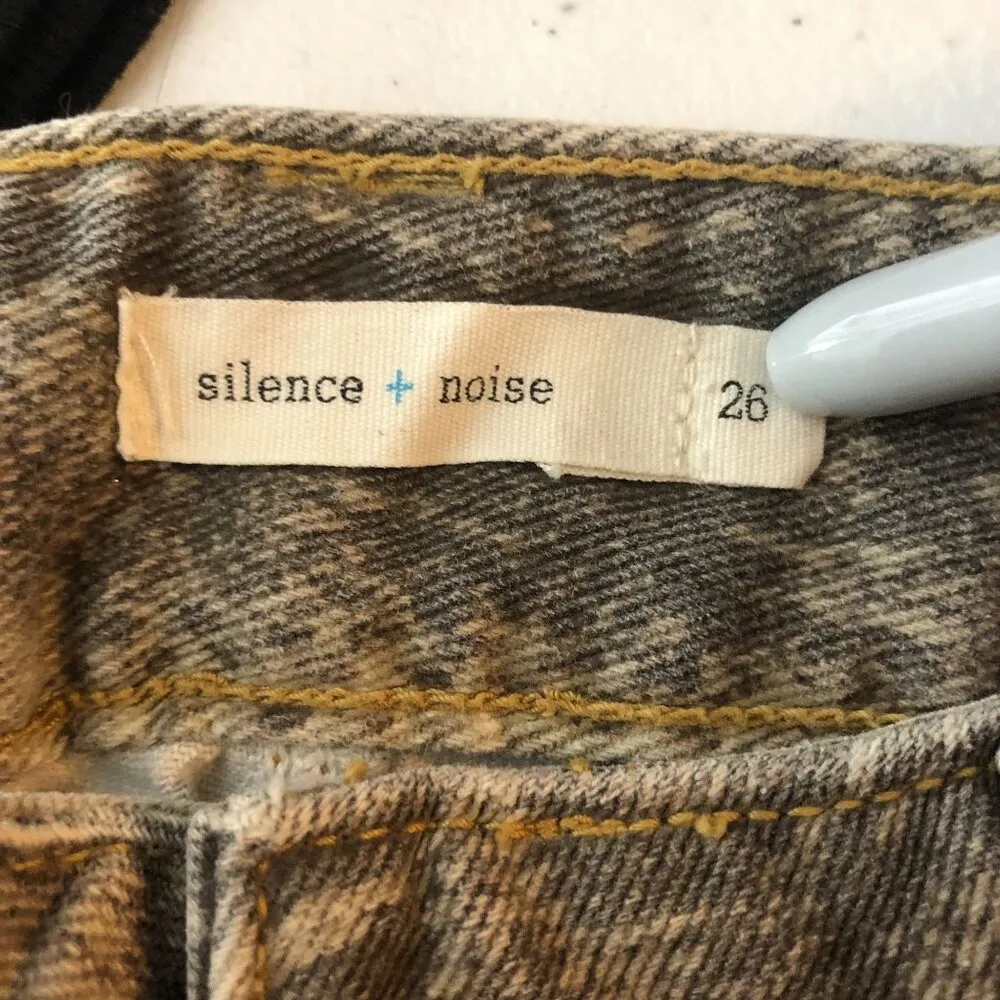 silence + noise 26